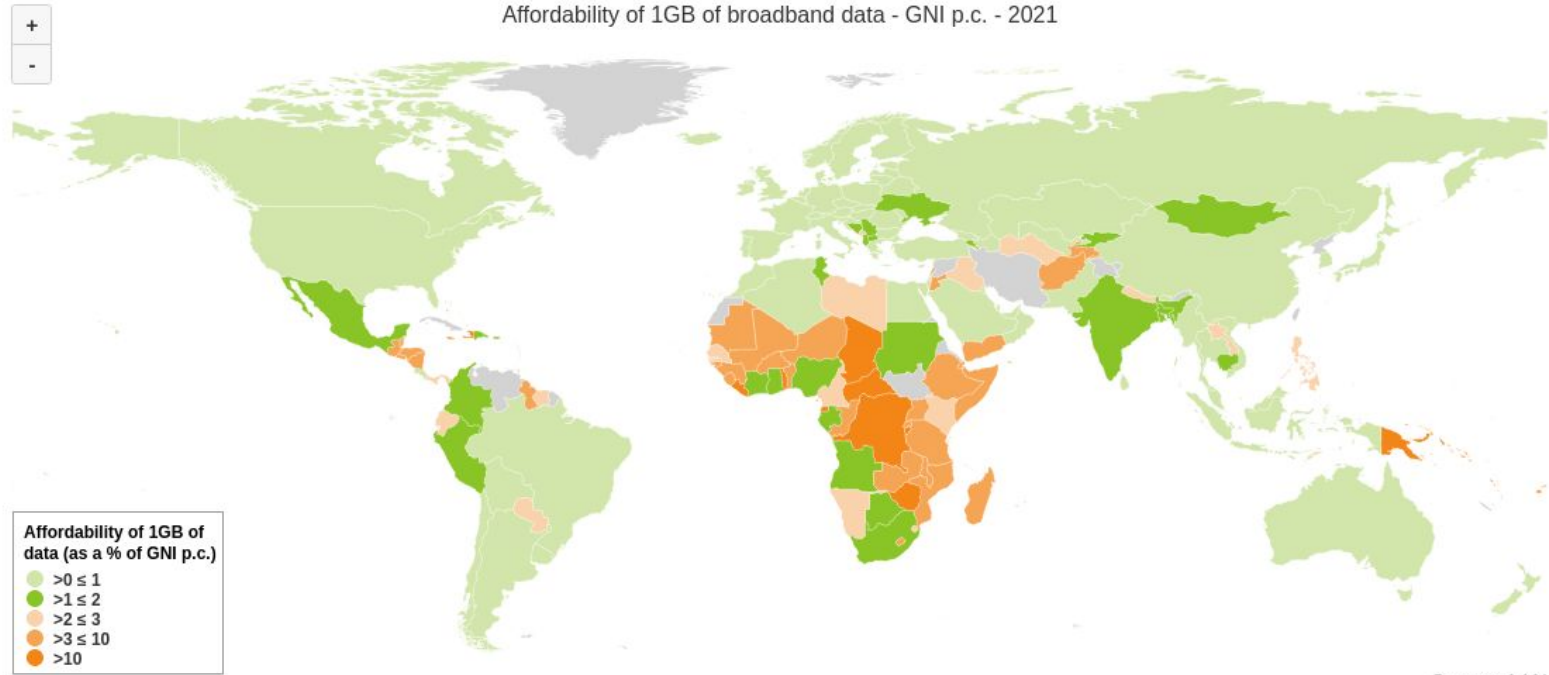 Affordability of 1GB of broadband data - GNI p.c. - 2021
+
-
Affordability of 1GB of
data (as a % of GNI p.c.)
>0 ≤ 1
>1 ≤ 2
>2 ≤ 3
>3 ≤ 10
>10